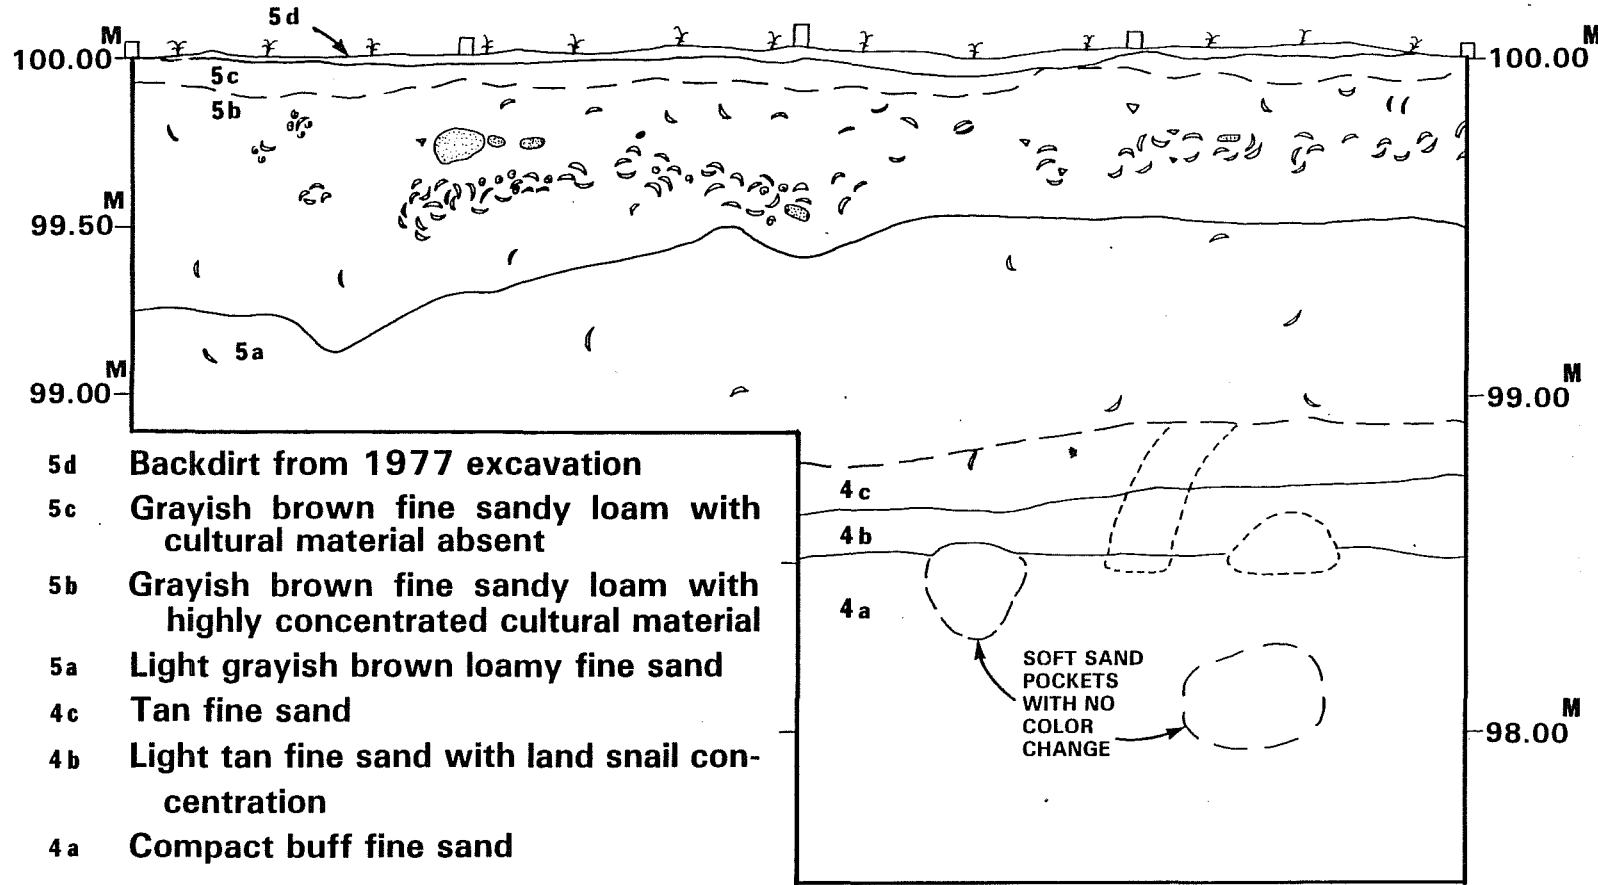 5d
M
M
100.00
100.00
5c
5b
M
99.50
5a
M
M
99.00
99.00
4c
4b
4a
SOFT SAND
POCKETS
WITH NO
COLOR
CHANGE
M
98.00
5d Backdirt from 1977 excavation
5c Grayish brown fine sandy loam with
cultural material absent
5b Grayish brown fine sandy loam with
highly concentrated cultural material
5a Light grayish brown loamy fine sand
4c Tan fine sand
4b Light tan fine sand with land snail con-
centration
4a Compact buff fine sand